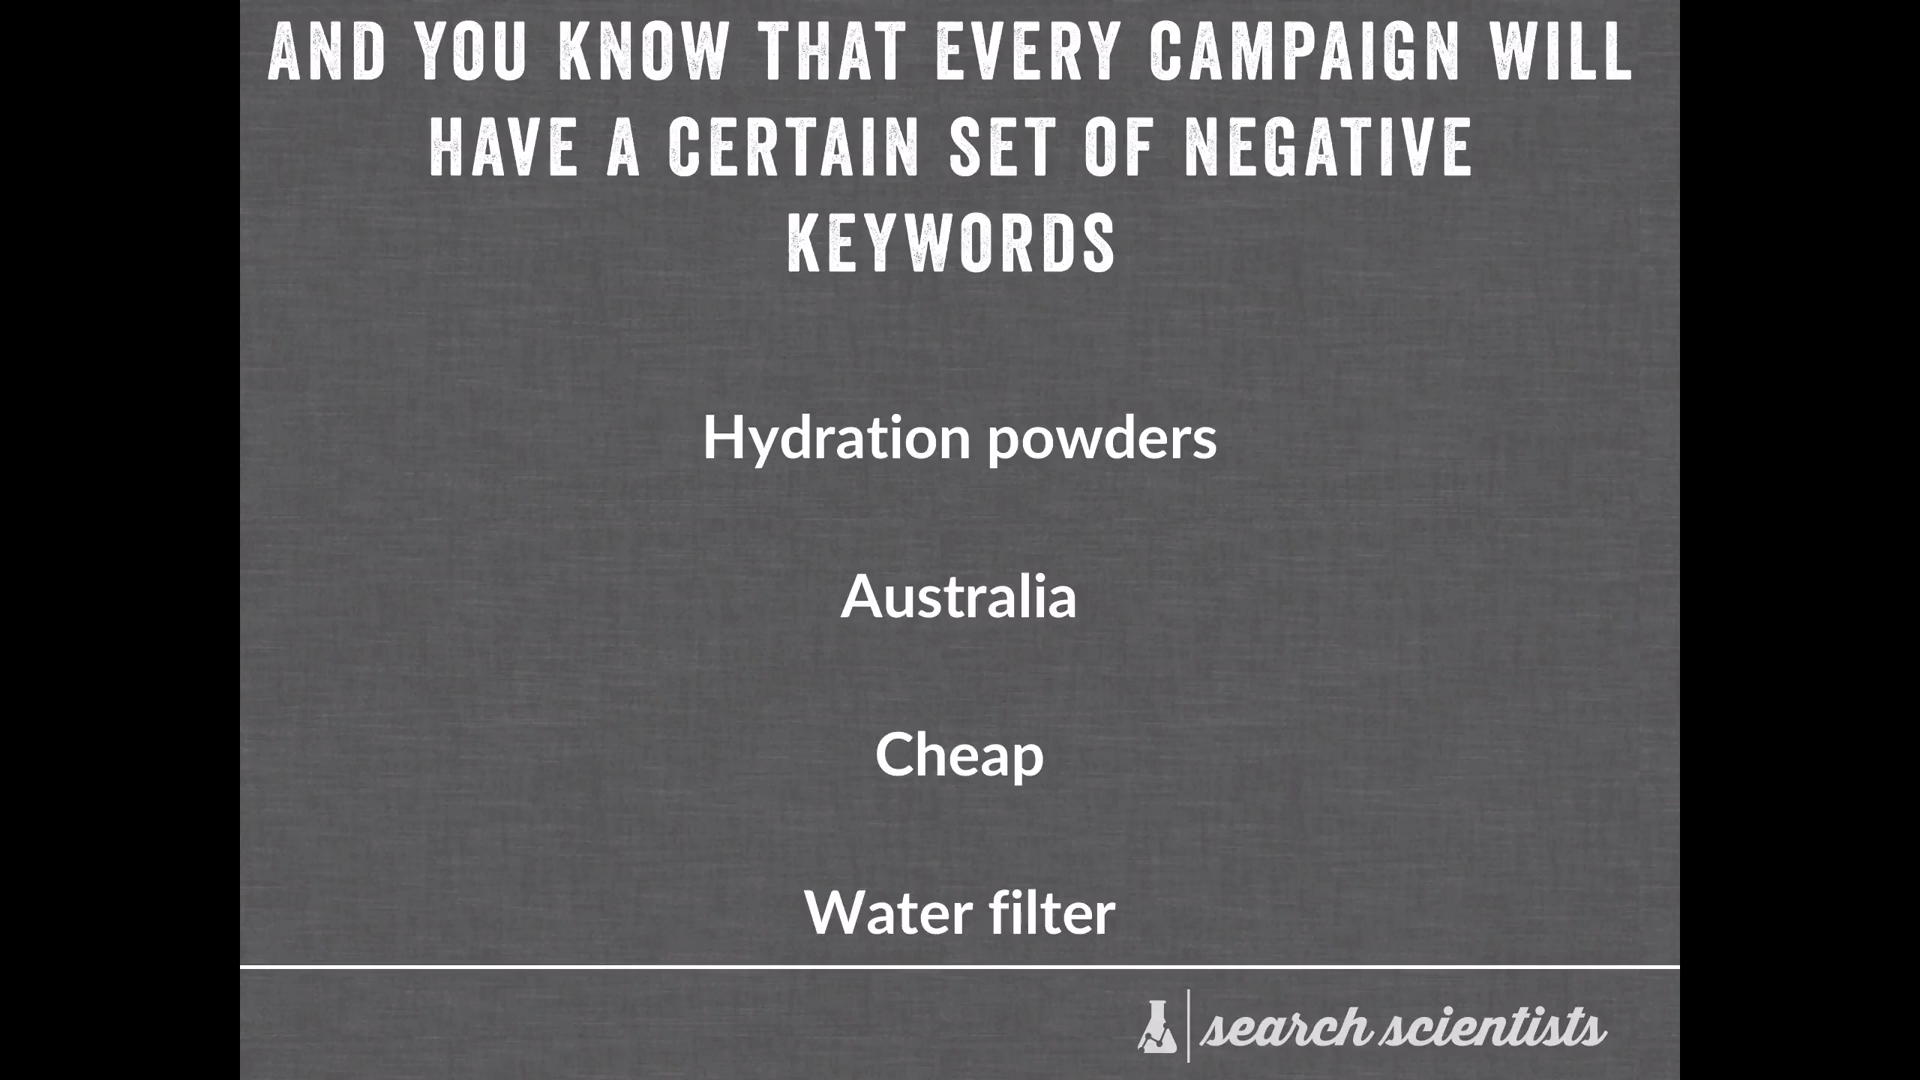 AND YOU KNOW THAT EVERY CAMPAIGN WILL
HAVE A CERTAIN SET OF NEGATIVE
KEYWORDS
Hydration powders
Australia
Cheap
Water filter
search scientists